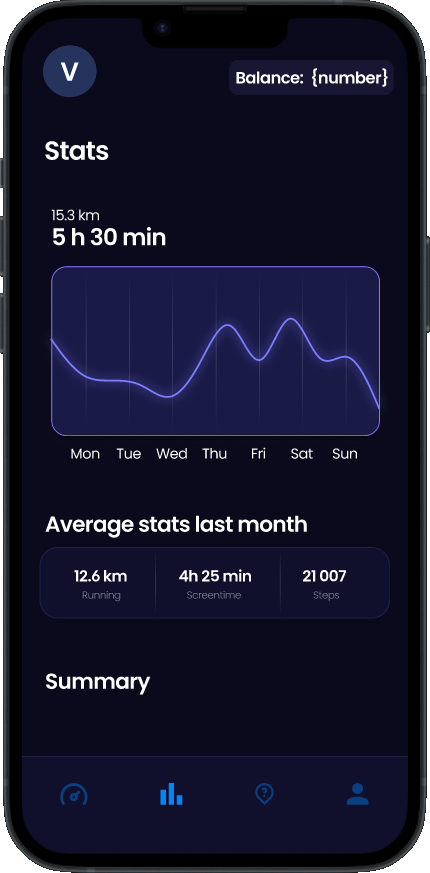 V
Balance: {number}
Stats
15.3 km
5 h 30 min
Mon Tue Wed Thu Fri Sat Sun
Average stats last month
12.6 km 4h 25 min 21 007
Running Screentime Steps
Summary
?